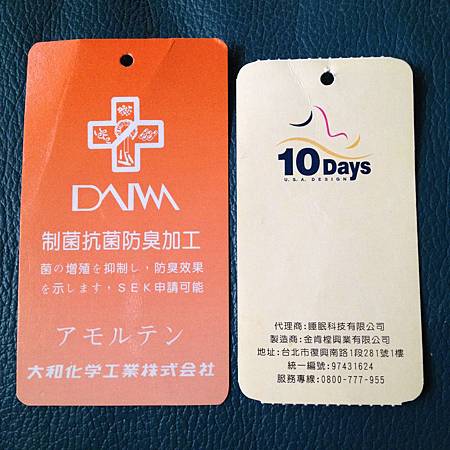 DAIWA
制菌抗菌防臭加工
菌の増殖を抑制し，防臭効果
を示します，SEK申請可能
アモルテン
大和化学工業株式会社
10 Days
U.S.A. DESIGN
代理商:睡眠科技有限公司
製造商:金肯樘興業有限公司
地址:台北市復興南路1段281號1樓
統一編號:97431624
服務專線:0800-777-955